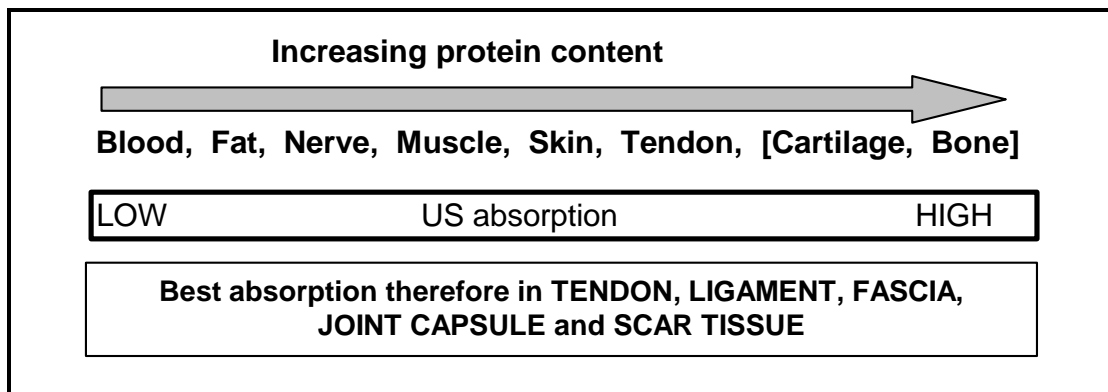 Increasing protein content
Blood, Fat, Nerve, Muscle, Skin, Tendon, [Cartilage, Bone]
LOW US absorption HIGH
Best absorption therefore in TENDON, LIGAMENT, FASCIA,
JOINT CAPSULE and SCAR TISSUE